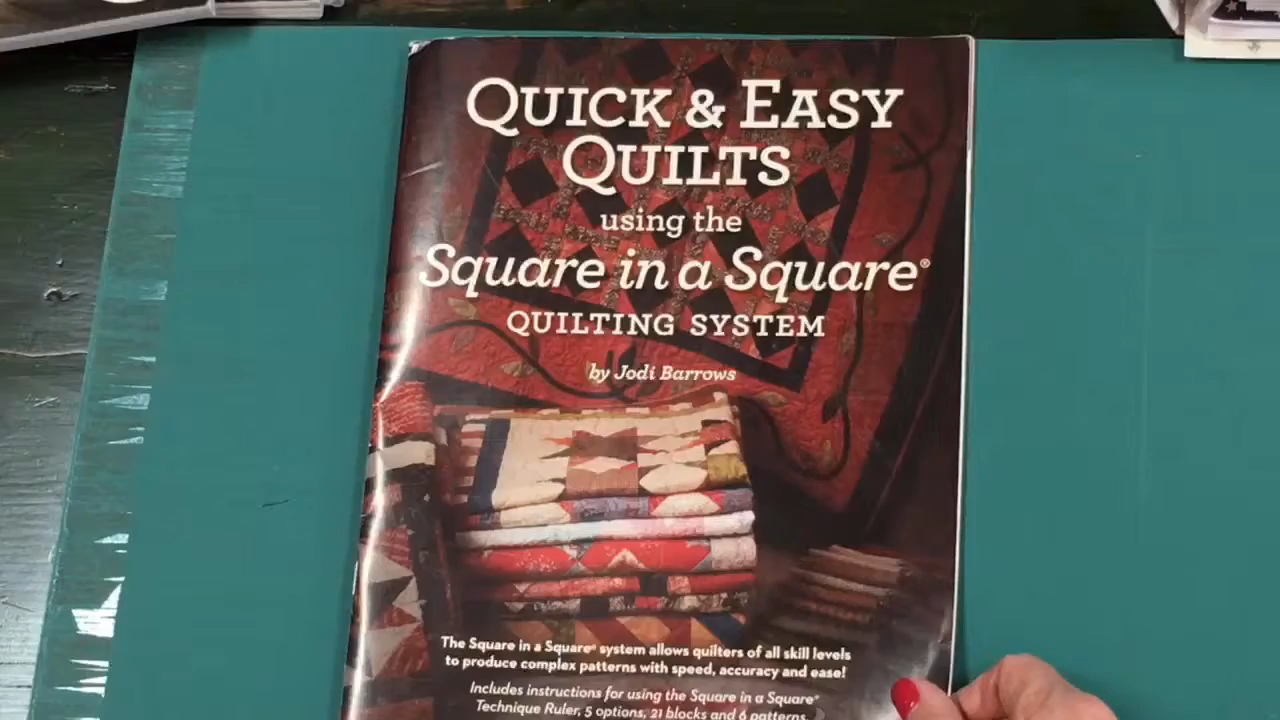 QUICK & EASY
QUILTS
using the
Square in a Square®
QUILTING SYSTEM
by Jodi Barrows
The Square in a Square® system allows quilters of all skill levels
to produce complex patterns with speed, accuracy and ease!
Includes instructions for using the Square in a Square®
Technique Ruler, 5 options, 21 blocks and 6 patterns.